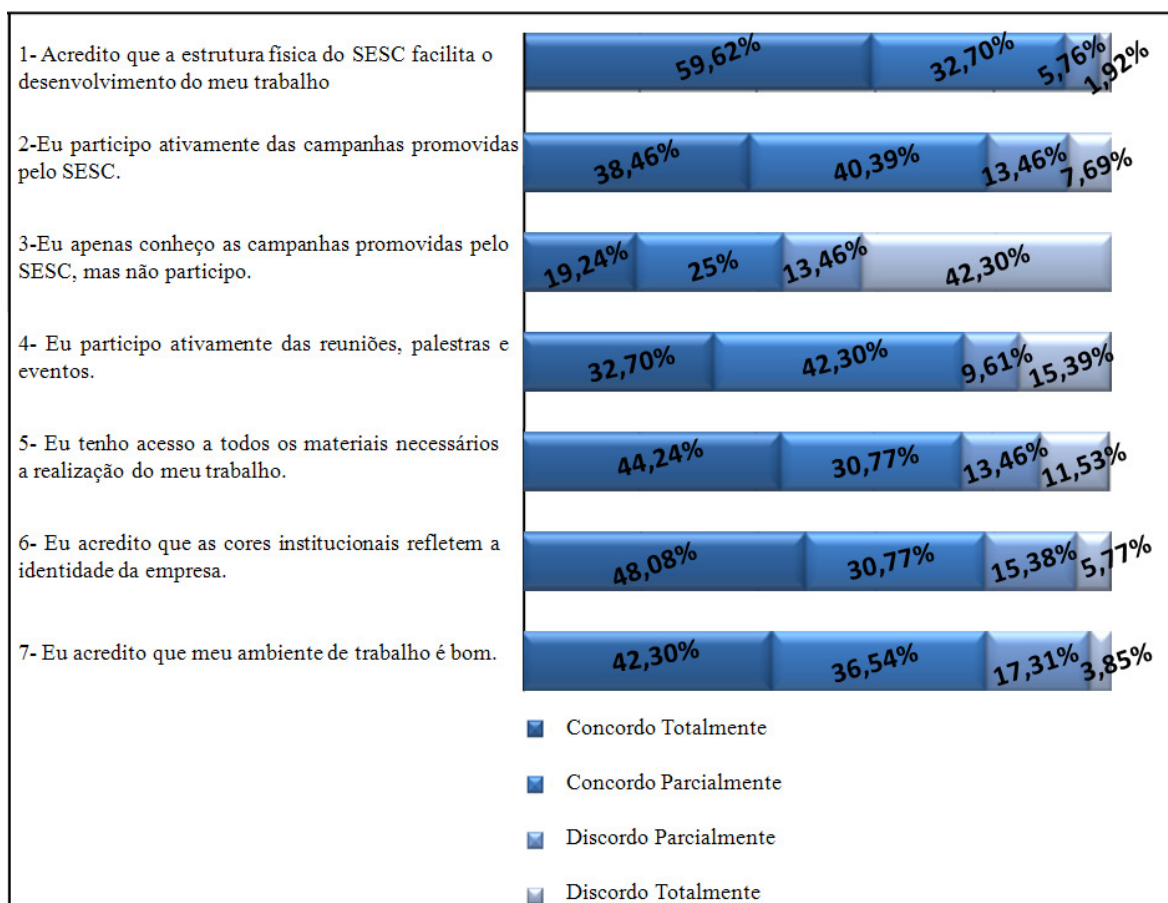 1- Acredito que a estrutura física do SESC facilita o
desenvolvimento do meu trabalho
59,62% 32,70% 5,76% 1,92%
2-Eu participo ativamente das campanhas promovidas
pelo SESC.
38,46% 40,39% 13,46% 7,69%
3-Eu apenas conheço as campanhas promovidas pelo
SESC, mas não participo.
19,24% 25% 13,46% 42,30%
4- Eu participo ativamente das reuniões, palestras e
eventos.
32,70% 42,30% 9,61% 15,39%
5- Eu tenho acesso a todos os materiais necessários
a realização do meu trabalho.
44,24% 30,77% 13,46% 11,53%
6- Eu acredito que as cores institucionais refletem a
identidade da empresa.
48,08% 30,77% 15,38% 5,77%
7- Eu acredito que meu ambiente de trabalho é bom.
42,30% 36,54% 17,31% 3,85%
Concordo Totalmente
Concordo Parcialmente
Discordo Parcialmente
Discordo Totalmente